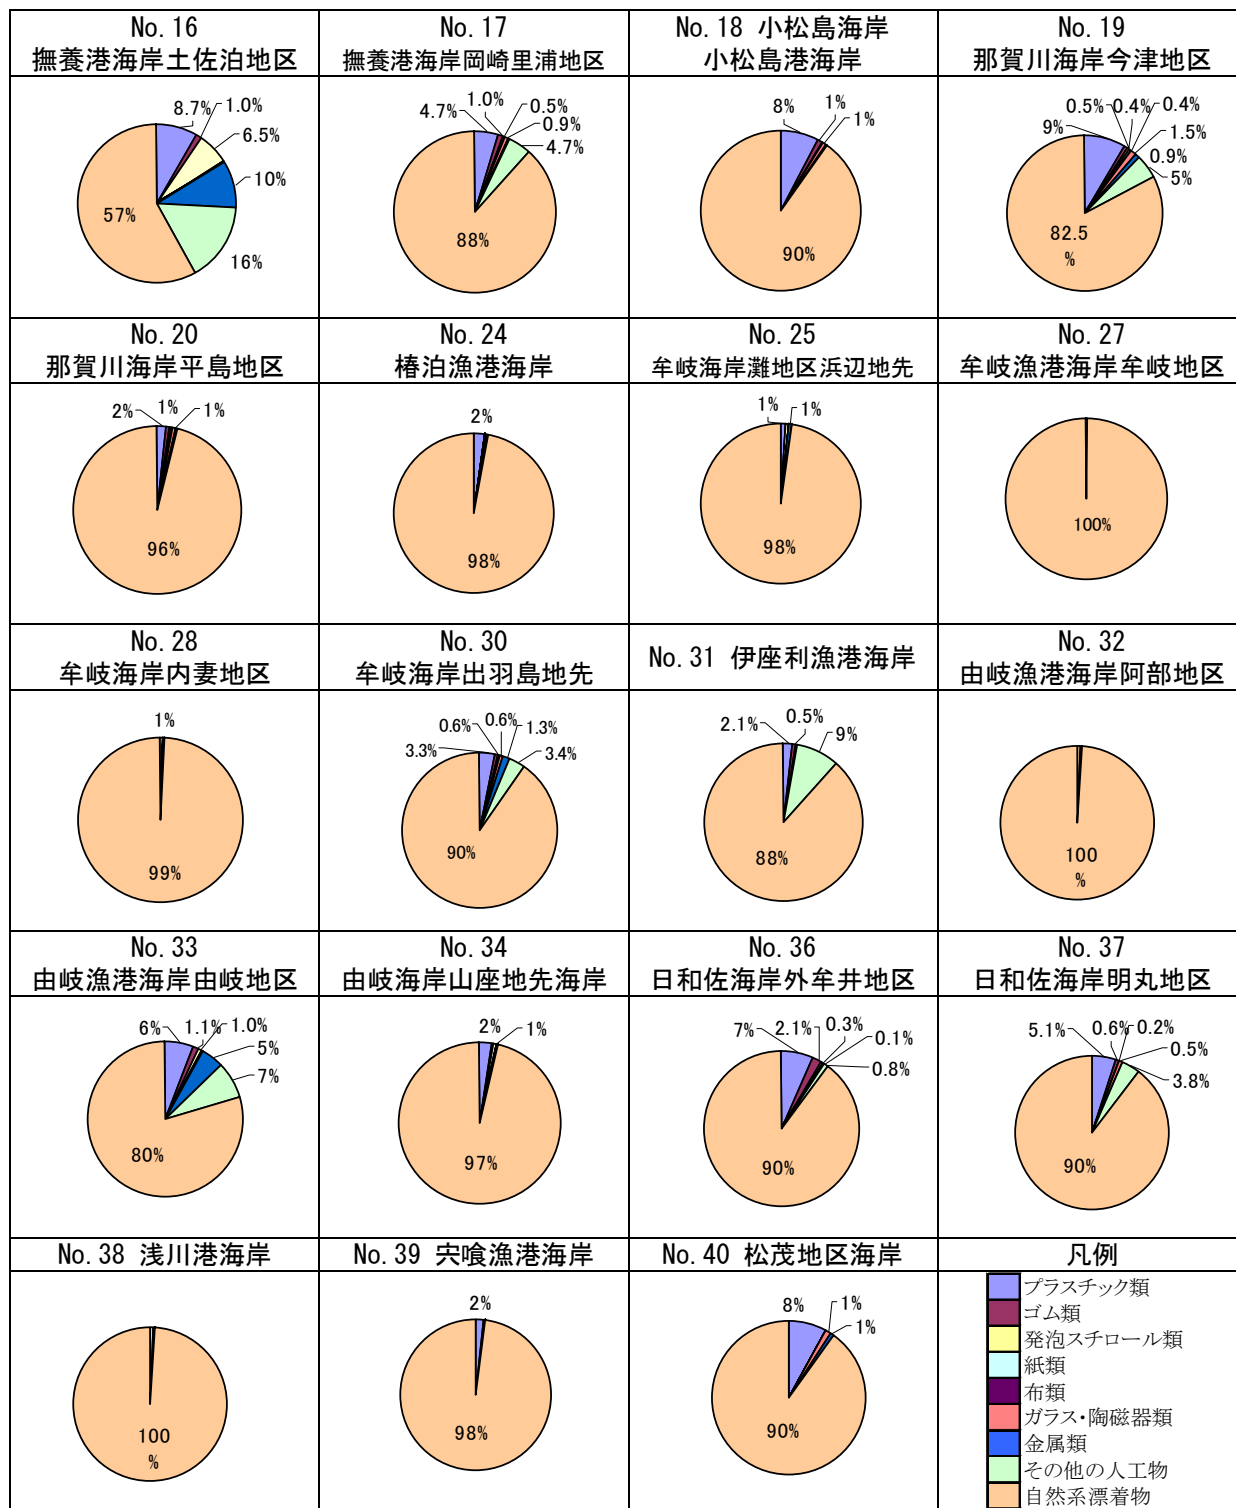 No. 16
撫養港海岸土佐泊地区
8.7%
1.0%
6.5%
10%
16%
57%
No. 17
撫養港海岸岡崎里浦地区
4.7%
1.0%
0.5%
0.9%
4.7%
88%
No. 18 小松島海岸
小松島港海岸
8%
1%
1%
90%
No. 19
那賀川海岸今津地区
9%
0.5%
0.4%
0.4%
1.5%
0.9%
5%
82.5
%
No. 20
那賀川海岸平島地区
2%
1%
1%
96%
No. 24
椿泊漁港海岸
2%
98%
No. 25
牟岐海岸灘地区浜辺地先
1%
1%
98%
No. 27
牟岐漁港海岸牟岐地区
100%
No. 28
牟岐海岸内妻地区
1%
99%
No. 30
牟岐海岸出羽島地先
3.3%
0.6%
0.6%
1.3%
3.4%
90%
No. 31 伊座利漁港海岸
2.1%
0.5%
9%
88%
No. 32
由岐漁港海岸阿部地区
100
%
No. 33
由岐漁港海岸由岐地区
6%
1.1%
1.0%
5%
7%
80%
No. 34
由岐海岸山座地先海岸
2%
1%
97%
No. 36
日和佐海岸外牟井地区
7%
2.1%
0.3%
0.1%
0.8%
90%
No. 37
日和佐海岸明丸地区
5.1%
0.6%
0.2%
0.5%
3.8%
90%
No. 38 浅川港海岸
100
%
No. 39 宍喰漁港海岸
2%
98%
No. 40 松茂地区海岸
8%
1%
1%
90%
凡例
プラスチック類
ゴム類
発泡スチロール類
紙類
布類
ガラス・陶磁器類
金属類
その他の人工物
自然系漂着物